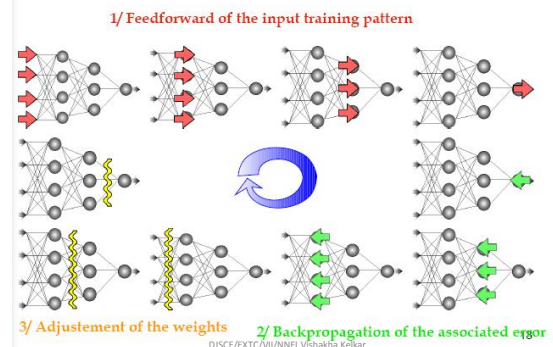 1/ Feedforward of the input training pattern
3/ Adjustement of the weights
2/ Backpropagation of the associated error
18
DJSCE/EXTC/VII/NNFL Vishakha Kelkar